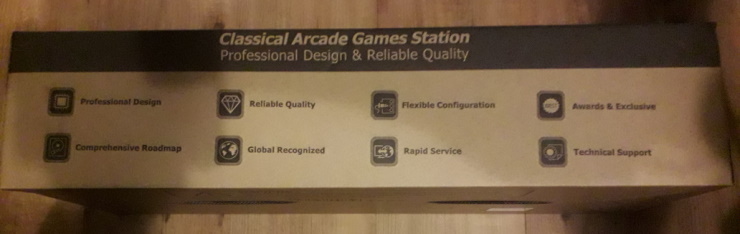 Classical Arcade Games Station
Professional Design & Reliable Quality
Professional Design
Reliable Quality
Flexible Configuration
Awards & Exclusive
Comprehensive Roadmap
Global Recognized
Rapid Service
Technical Support